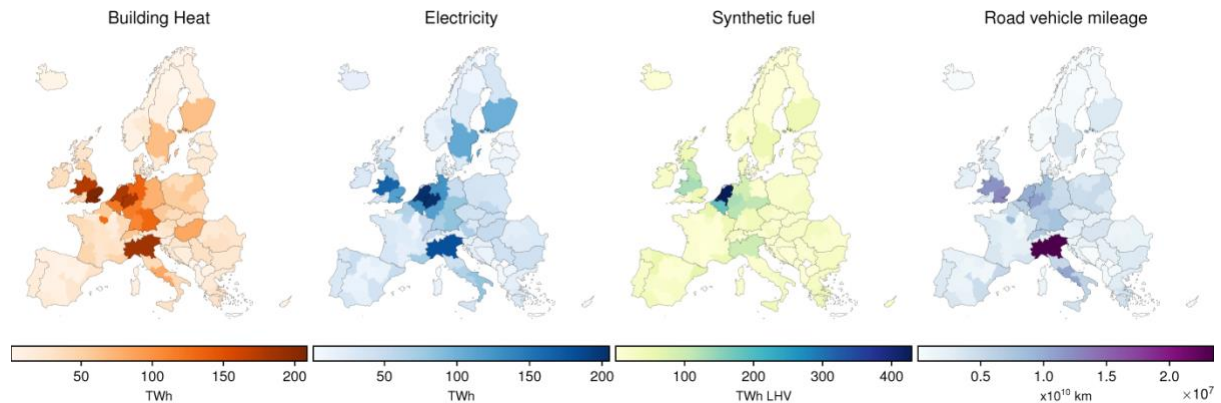 Building Heat Electricity Synthetic fuel Road vehicle mileage
50 100 150 200 50 100 150 200 100 200 300 400 0.5 1.0 1.5 2.0
TWh TWh TWh LHV x10¹⁰ km ×10⁷